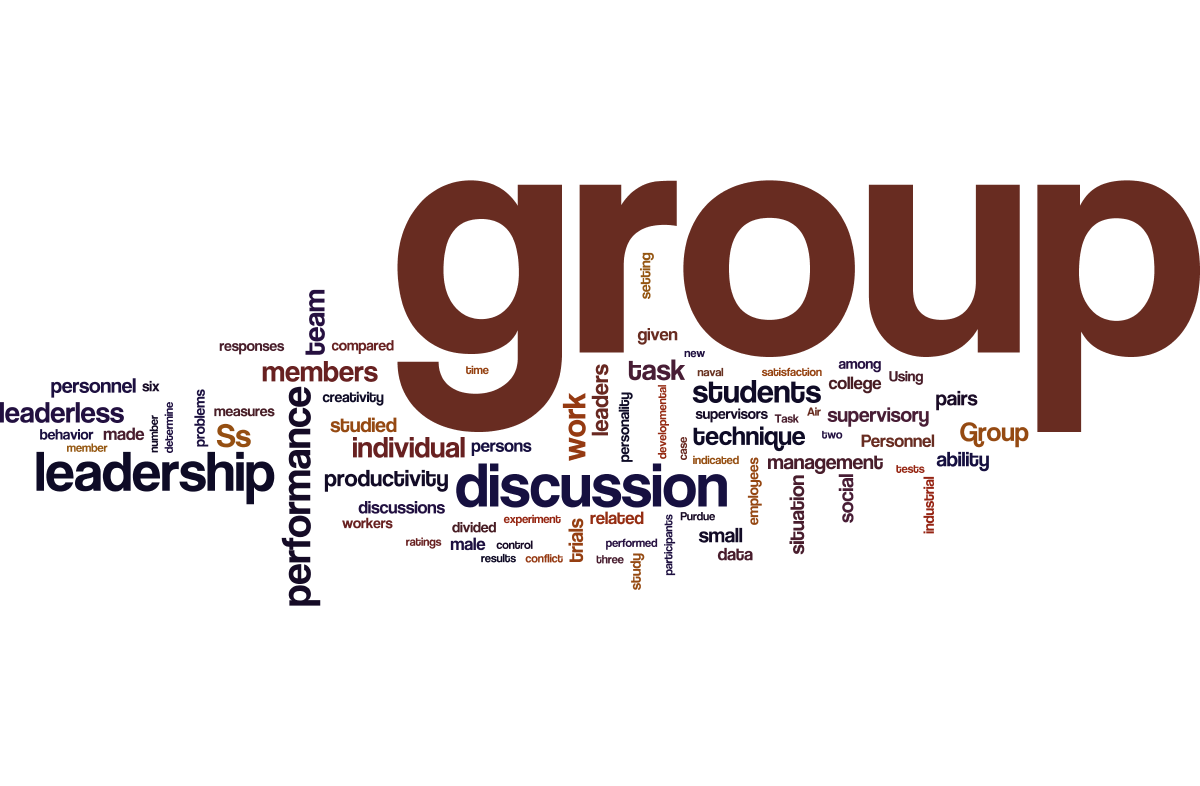 group
setting
given
team
responses
compared
new
among
members
time
task
naval
satisfaction
college
Using
personnel
six
leaders
students
creativity
leaderless
number
determine
problems
measures
performance
studied
work
personality
developmental
supervisors
Task
Air
supervisory
pairs
behavior
made
Ss
individual
persons
case
technique
two
Personnel
Group
member
leadership
productivity
discussion
indicated
management
tests
ability
discussions
employees
situation
social
industrial
workers
divided
experiment
trials
related
participants
Purdue
small
ratings
male
control
performed
data
results
conflict
three
study